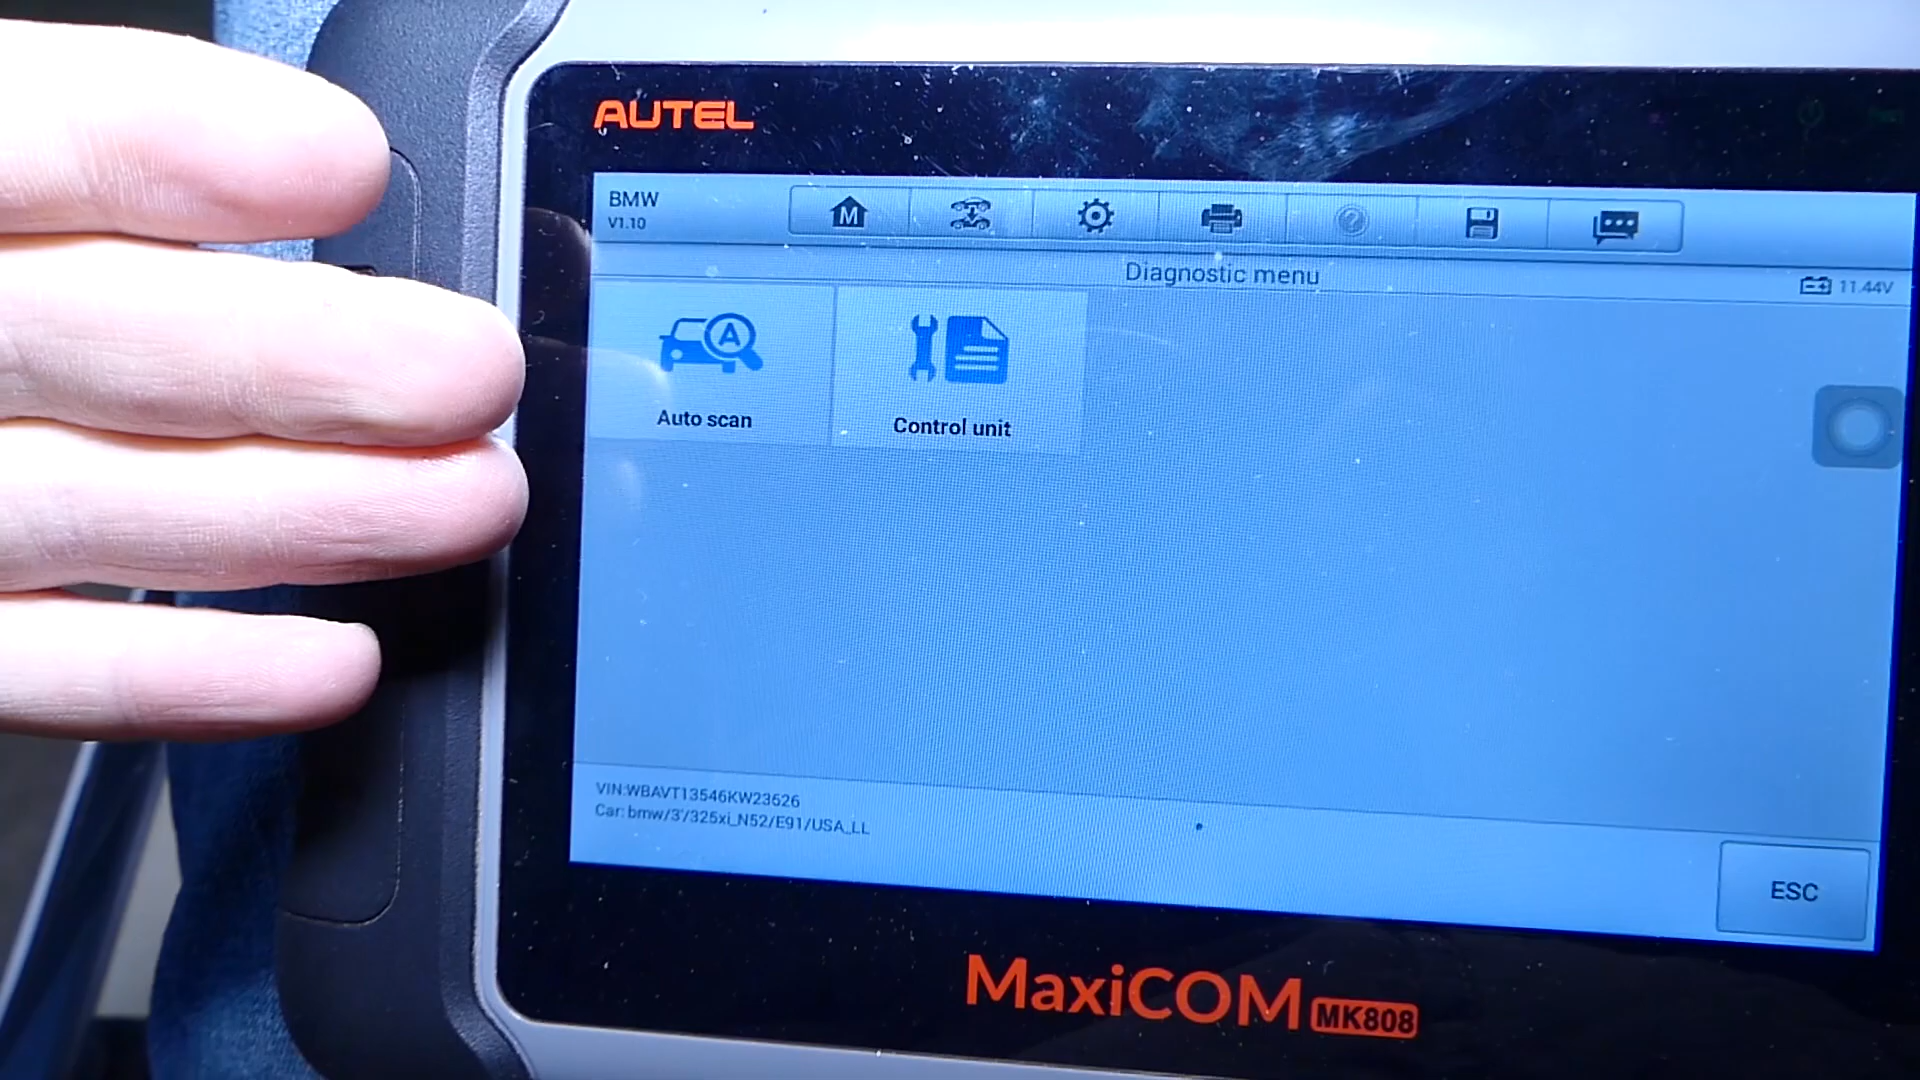 AUTEL
BMW
V1.10
M
Diagnostic menu
11.44V
A
Auto scan
Control unit
VIN:WBAVT13546KW23526
Car: bmw/3'/325xi_N52/E91/USA_LL
ESC
MaxiCOM MK808